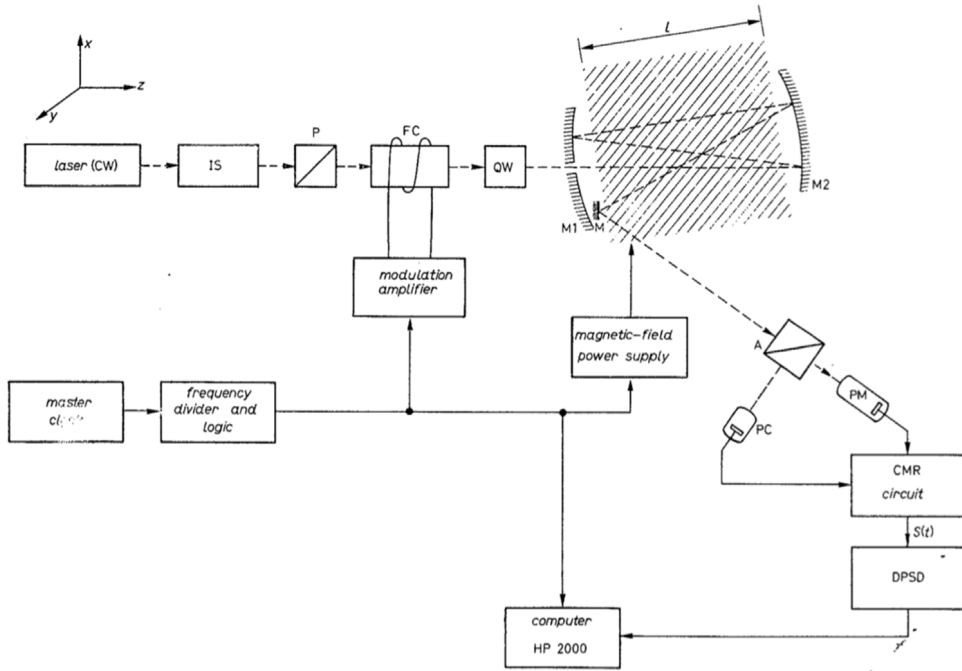 l
x
z
y
P
FC
laser (CW)
IS
QW
M1
M
M2
modulation
amplifier
magnetic-field
power supply
A
PM
PC
master
frequency
divider and
logic
CMR
circuit
S(t)
DPSD
computer
HP 2000